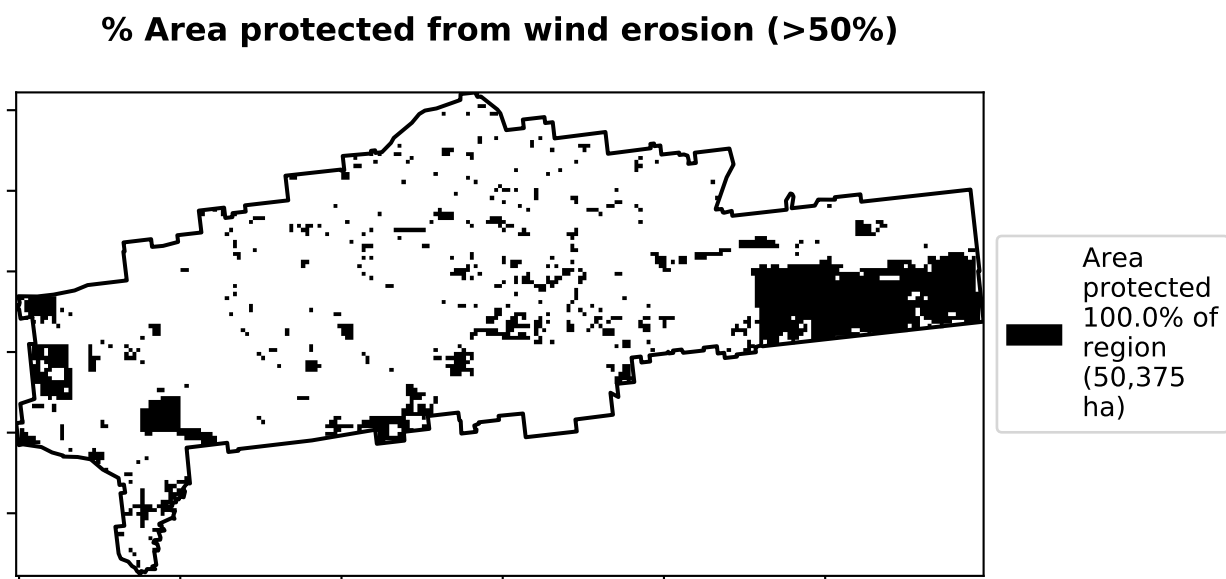 % Area protected from wind erosion (>50%)
Area
protected
100.0% of
region
(50,375
ha)